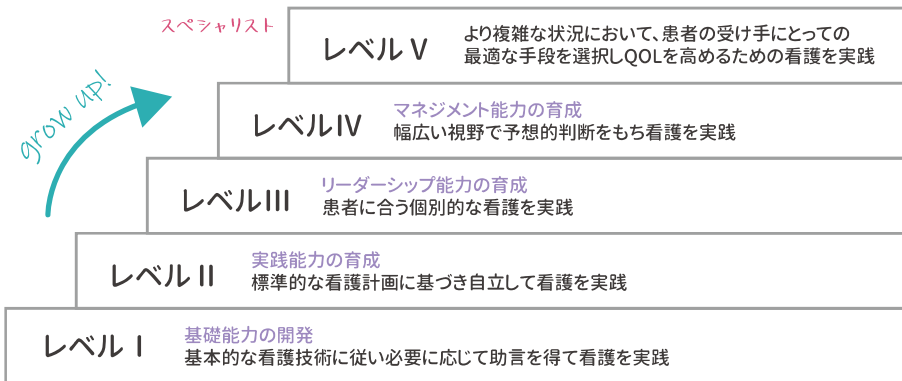 スペシャリスト
レベル Ⅴ
より複雑な状況において、患者の受け手にとっての
最適な手段を選択しQOLを高めるための看護を実践
grow up!
レベルⅣ
マネジメント能力の育成
幅広い視野で予想的判断をもち看護を実践
レベルⅢ
リーダーシップ能力の育成
患者に合う個別的な看護を実践
レベル Ⅱ
実践能力の育成
標準的な看護計画に基づき自立して看護を実践
レベル Ⅰ
基礎能力の開発
基本的な看護技術に従い必要に応じて助言を得て看護を実践